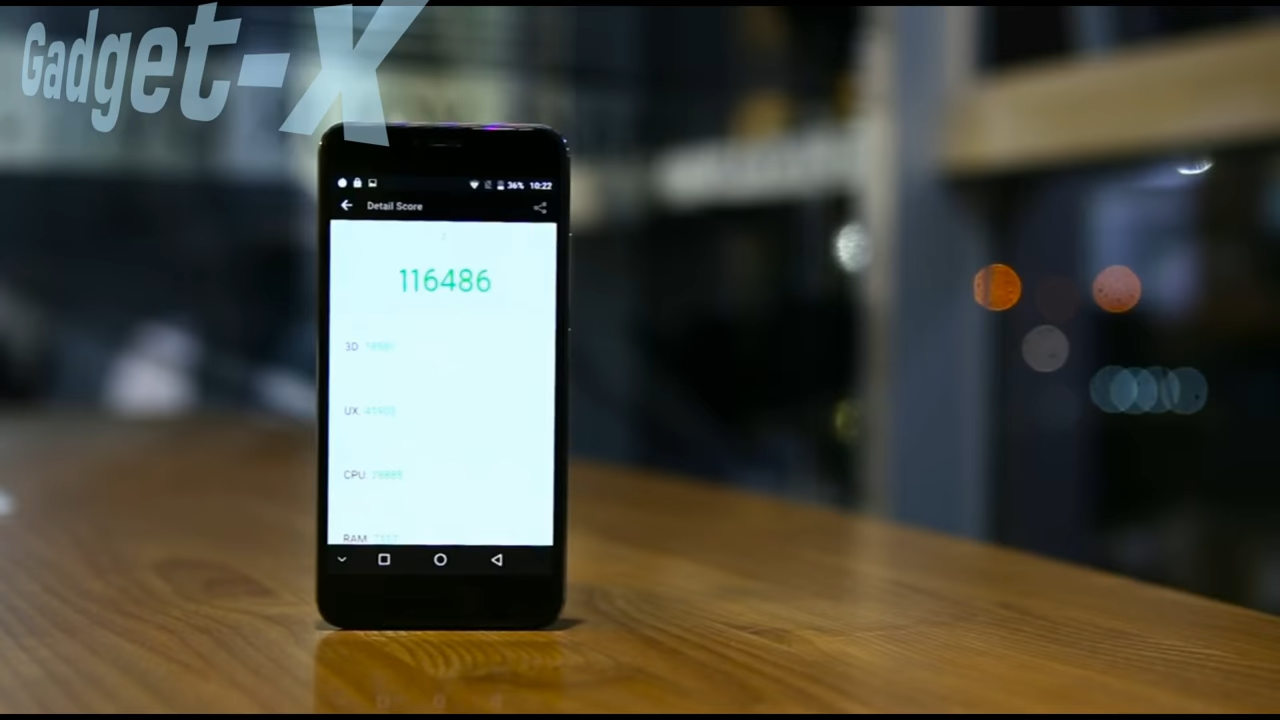 Gadget-X
36% 10:22
Detail Score
116486
3D
UX
CPU
RAM